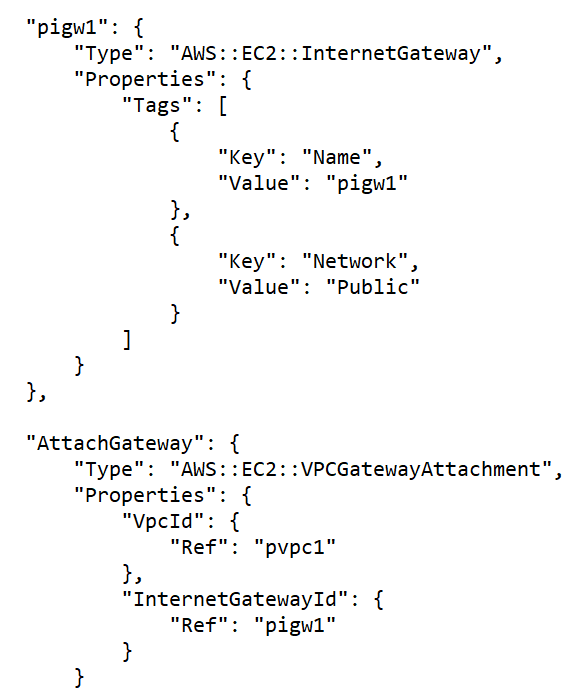 "pigw1": {
    "Type": "AWS::EC2::InternetGateway",
    "Properties": {
        "Tags": [
            {
                "Key": "Name",
                "Value": "pigw1"
            },
            {
                "Key": "Network",
                "Value": "Public"
            }
        ]
    }
},

"AttachGateway": {
    "Type": "AWS::EC2::VPCGatewayAttachment",
    "Properties": {
        "VpcId": {
            "Ref": "pvpc1"
        },
        "InternetGatewayId": {
            "Ref": "pigw1"
        }
    }